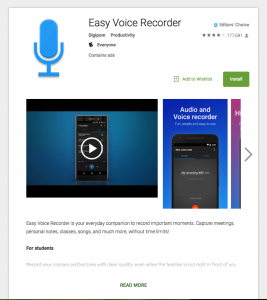 Easy Voice Recorder
Digipom Productivity
Editors' Choice
177,681
Everyone
Contains ads
Add to Wishlist
Install
Audio and
Voice recorder
Easy Voice Recorder is your everyday companion to record important moments. Capture meetings,
personal notes, classes, songs, and much more, without time limits!
For students
Record your classes and lectures with clear quality, even when the teacher is not right in front of you.
READ MORE